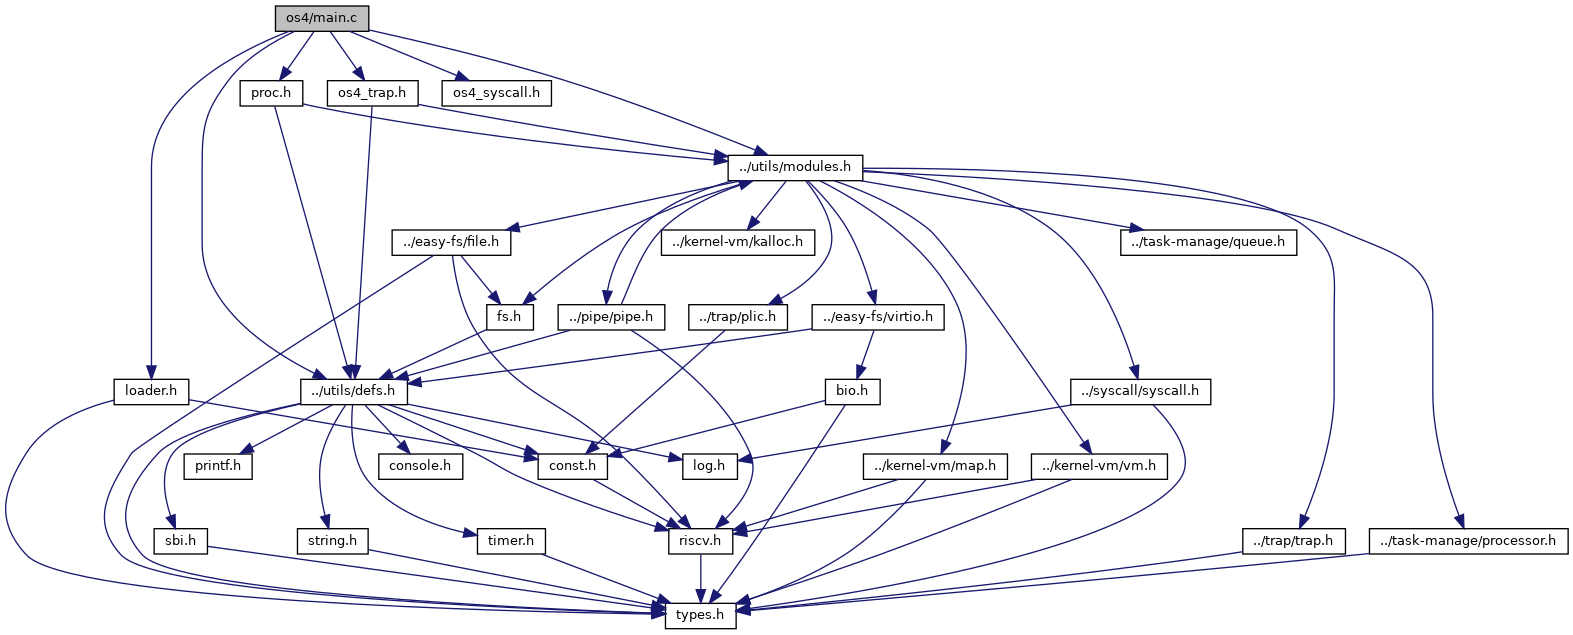 os4/main.c
proc.h
os4_trap.h
os4_syscall.h
../utils/modules.h
../easy-fs/file.h
../kernel-vm/kalloc.h
../task-manage/queue.h
fs.h
../pipe/pipe.h
../trap/plic.h
../easy-fs/virtio.h
loader.h
../utils/defs.h
bio.h
../syscall/syscall.h
printf.h
console.h
const.h
log.h
../kernel-vm/map.h
../kernel-vm/vm.h
sbi.h
string.h
timer.h
riscv.h
../trap/trap.h
../task-manage/processor.h
types.h